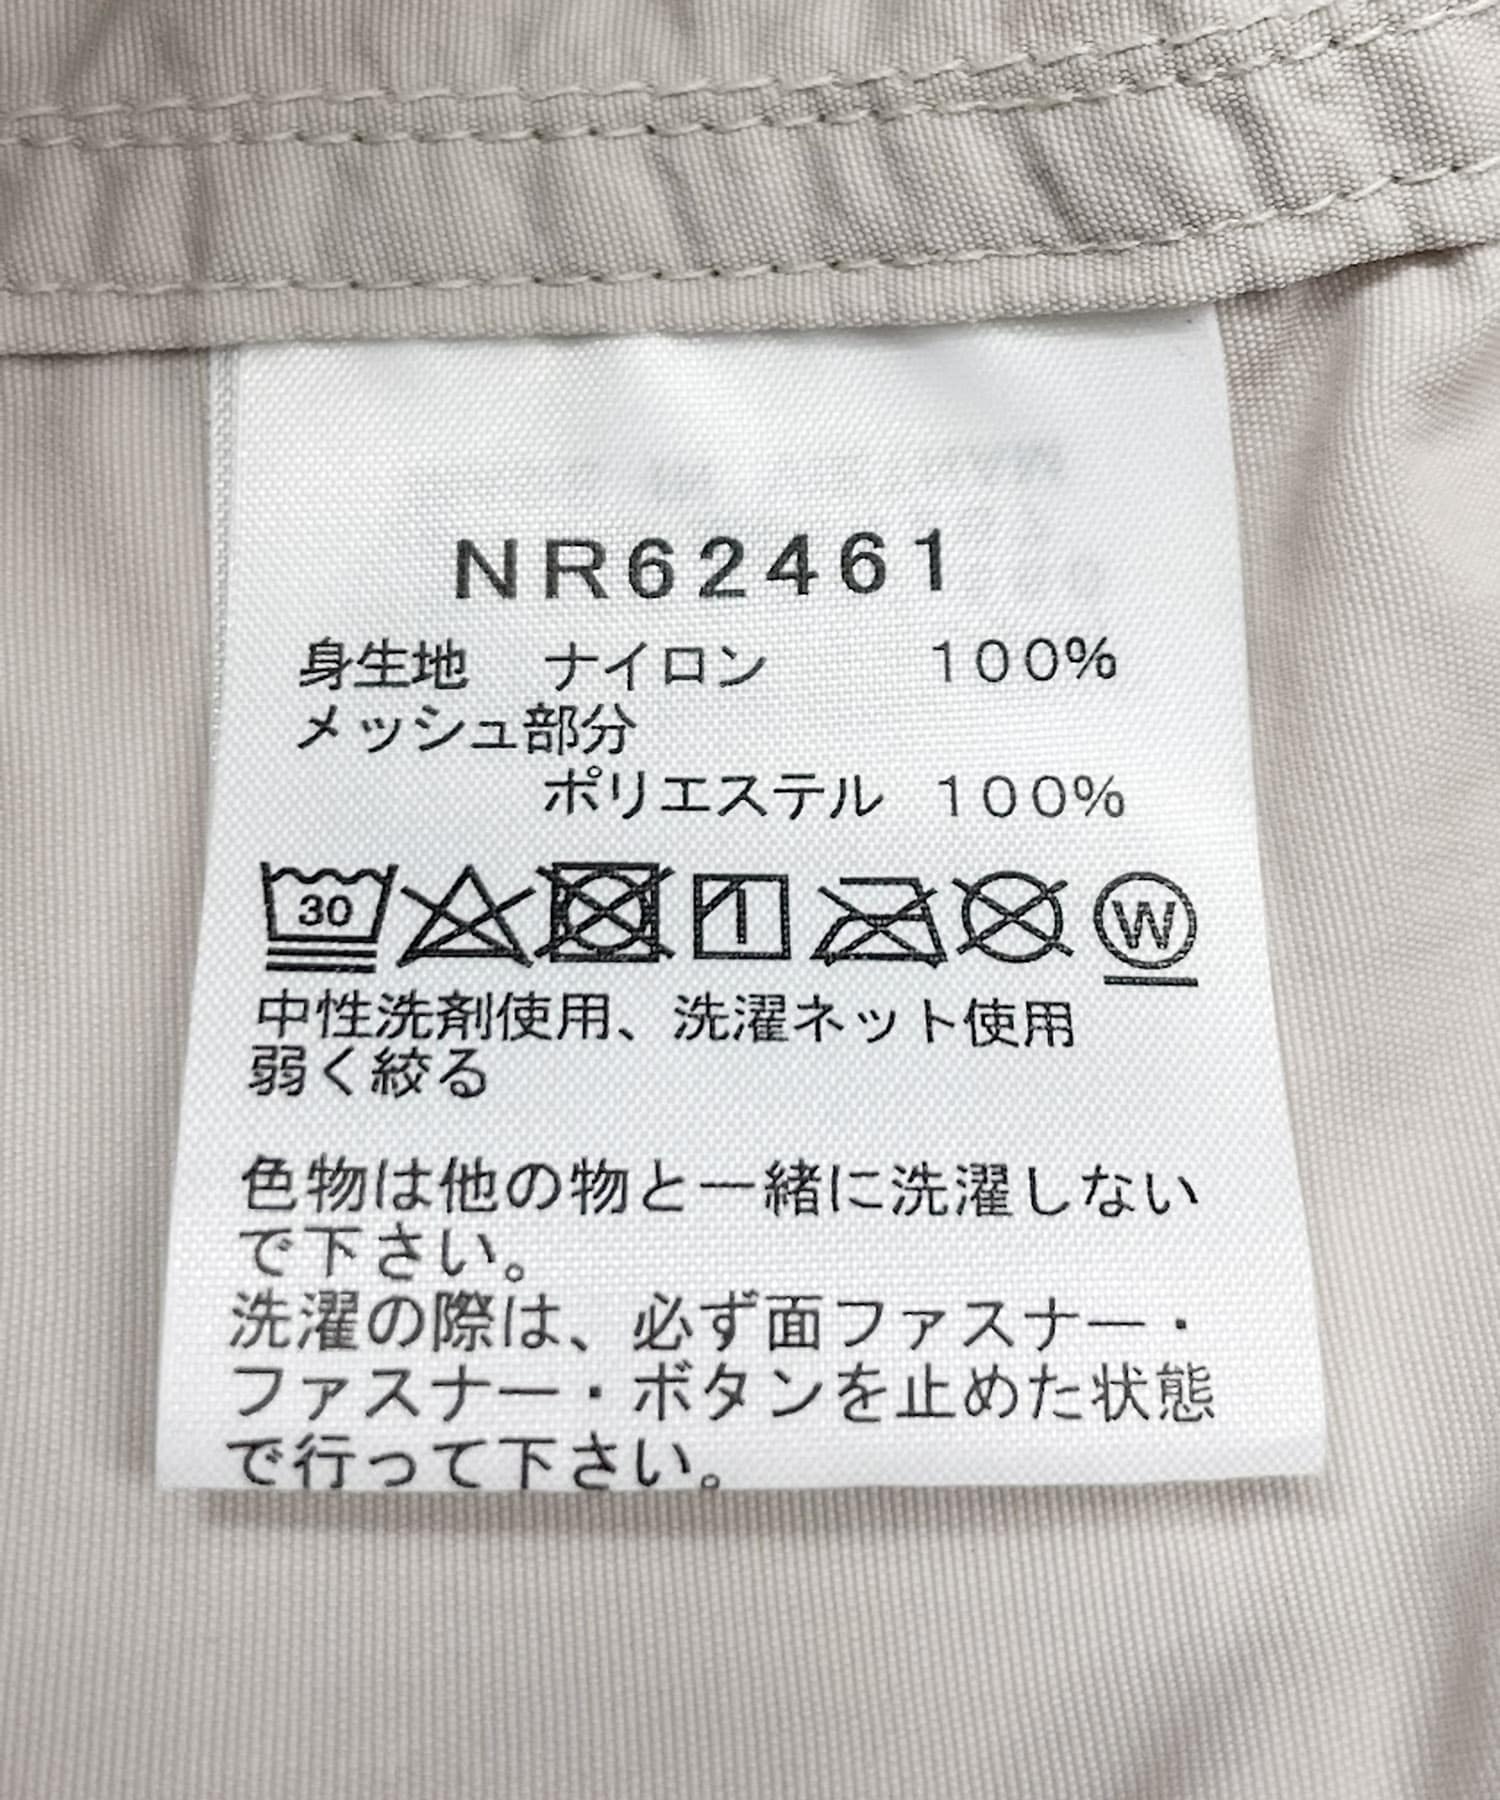 NR62461
身生地 ナイロン 100%
メッシュ部分
ポリエステル 100%
30 W
中性洗剤使用、洗濯ネット使用
弱く絞る
色物は他の物と一緒に洗濯しない
で下さい。
洗濯の際は、必ず面ファスナー・
ファスナー・ボタンを止めた状態
で行って下さい。